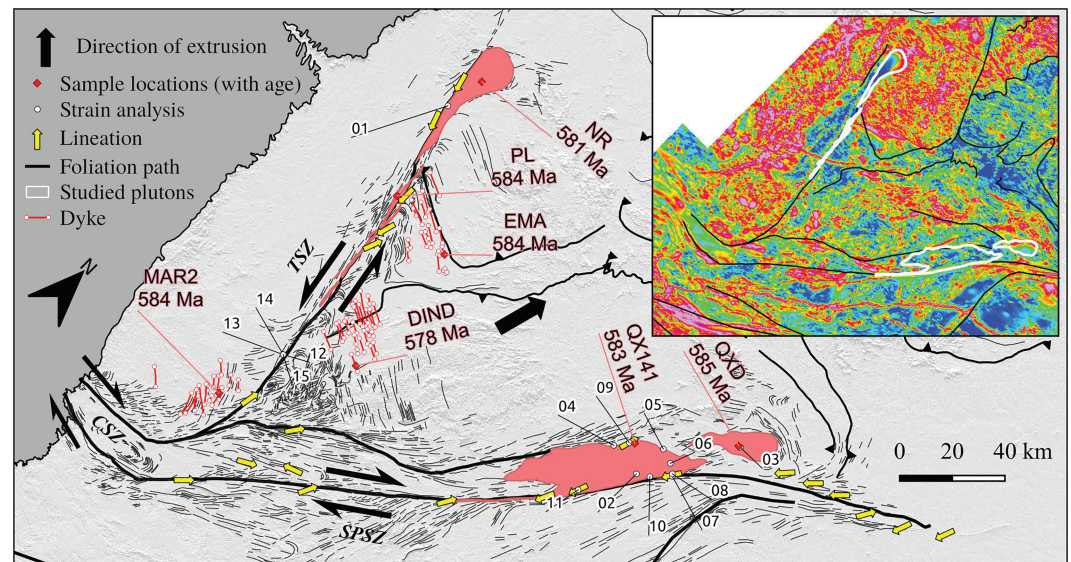 Direction of extrusion
Sample locations (with age)
Strain analysis
Lineation
Foliation path
Studied plutons
Dyke
N
01
NR
581 Ma
PL
584 Ma
EMA
584 Ma
TSZ
MAR2
584 Ma
14
13
12
15
DIND
578 Ma
QX141
583 Ma
QXD
585 Ma
09
04
05
06
03
CSZ
11
02
08
10
07
SPSZ
0 20 40 km